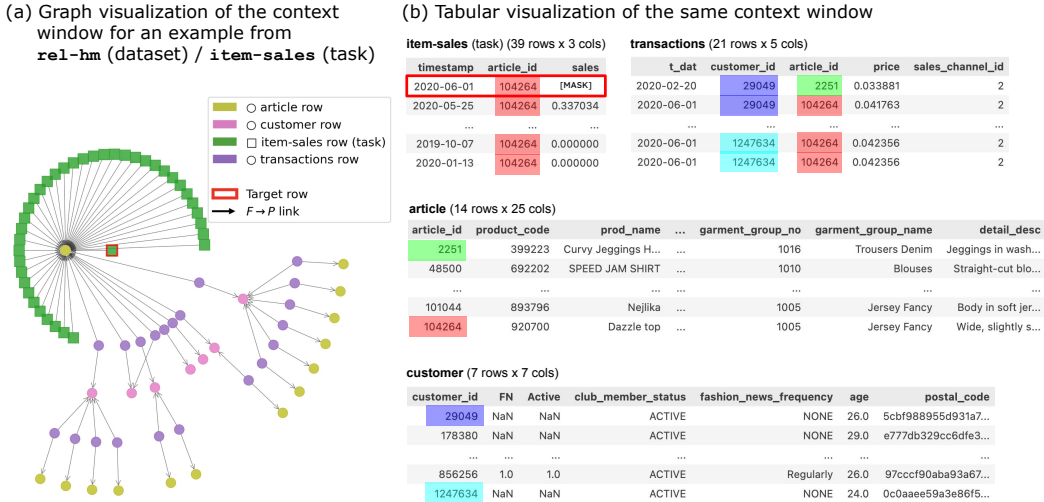 (a) Graph visualization of the context
window for an example from
rel-hm (dataset) / item-sales (task)
○ article row
○ customer row
□ item-sales row (task)
○ transactions row
Target row
F → P link
(b) Tabular visualization of the same context window
item-sales (task) (39 rows x 3 cols)
timestamp article_id sales
2020-06-01 104264 [MASK]
2020-05-25 104264 0.337034
... ... ...
2019-10-07 104264 0.000000
2020-01-13 104264 0.000000
transactions (21 rows x 5 cols)
t_dat customer_id article_id price sales_channel_id
2020-02-20 29049 2251 0.033881 2
2020-06-01 29049 104264 0.041763 2
... ... ... ... ...
2020-06-01 1247634 104264 0.042356 2
2020-06-01 1247634 104264 0.042356 2
article (14 rows x 25 cols)
article_id product_code prod_name ... garment_group_no garment_group_name detail_desc
2251 399223 Curvy Jeggings H... ... 1016 Trousers Denim Jeggings in wash...
48500 692202 SPEED JAM SHIRT ... 1010 Blouses Straight-cut blo...
... ... ... ... ... ...
101044 893796 Nejlika ... 1005 Jersey Fancy Body in soft jer...
104264 920700 Dazzle top ... 1005 Jersey Fancy Wide, slightly s...
customer (7 rows x 7 cols)
customer_id FN Active club_member_status fashion_news_frequency age postal_code
29049 NaN NaN ACTIVE NONE 26.0 5cbf988955d931a7...
178380 NaN NaN ACTIVE NONE 29.0 e777db329cc6dfe3...
... ... ... ... ... ... ...
856256 1.0 1.0 ACTIVE Regularly 26.0 97cccf90aba93a67...
1247634 NaN NaN ACTIVE NONE 24.0 0c0aaee59a3e86f5...